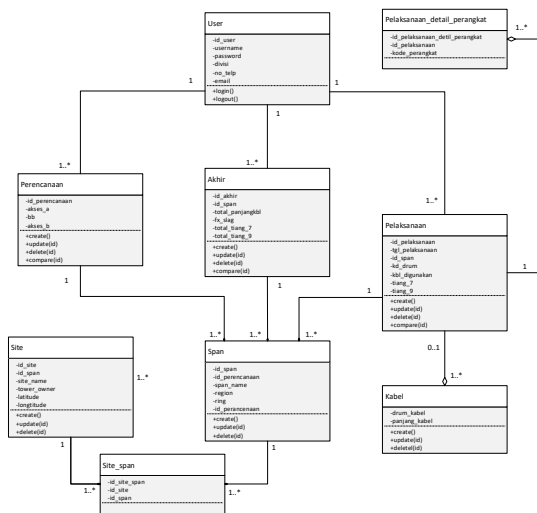 User
-id_user
-username
-password
-divisi
-no_telp
-email
+login()
+logout()
Pelaksanaan_detail_perangkat
-id_pelaksanaan_detil_perangkat
-id_pelaksanaan
-kode_perangkat
1..*
1
1
1
1..*
1..*
1..*
Perencanaan
-id_perencanaan
-akses_a
-bb
-akses_b
+create()
+update(id)
+delete(id)
+compare(id)
Akhir
-id_akhir
-id_span
-total_panjangkbl
-fx_slag
-total_tiang_7
-total_tiang_9
+create()
+update(id)
+delete(id)
+compare(id)
Pelaksanaan
-id_pelaksanaan
-tgl_pelaksanaan
-id_span
-kd_drum
-kbl_digunakan
-tiang_7
-tiang_9
+create()
+update(id)
+delete(id)
+compare(id)
1
1
1
1
1..*
1..*
1..*
0..1
1..*
Site
-id_site
-id_span
-site_name
-tower_owner
-latitude
-longtitude
+create()
+update(id)
+delete(id)
1..*
Span
-id_span
-id_perencanaan
-span_name
-region
-ring
-id_perancenaan
+create()
+update(id)
+delete(id)
Kabel
-drum_kabel
-panjang_kabel
+create()
+update(id)
+deletel(id)
1
1
1..*
1..*
Site_span
-id_site_span
-id_site
-id_span